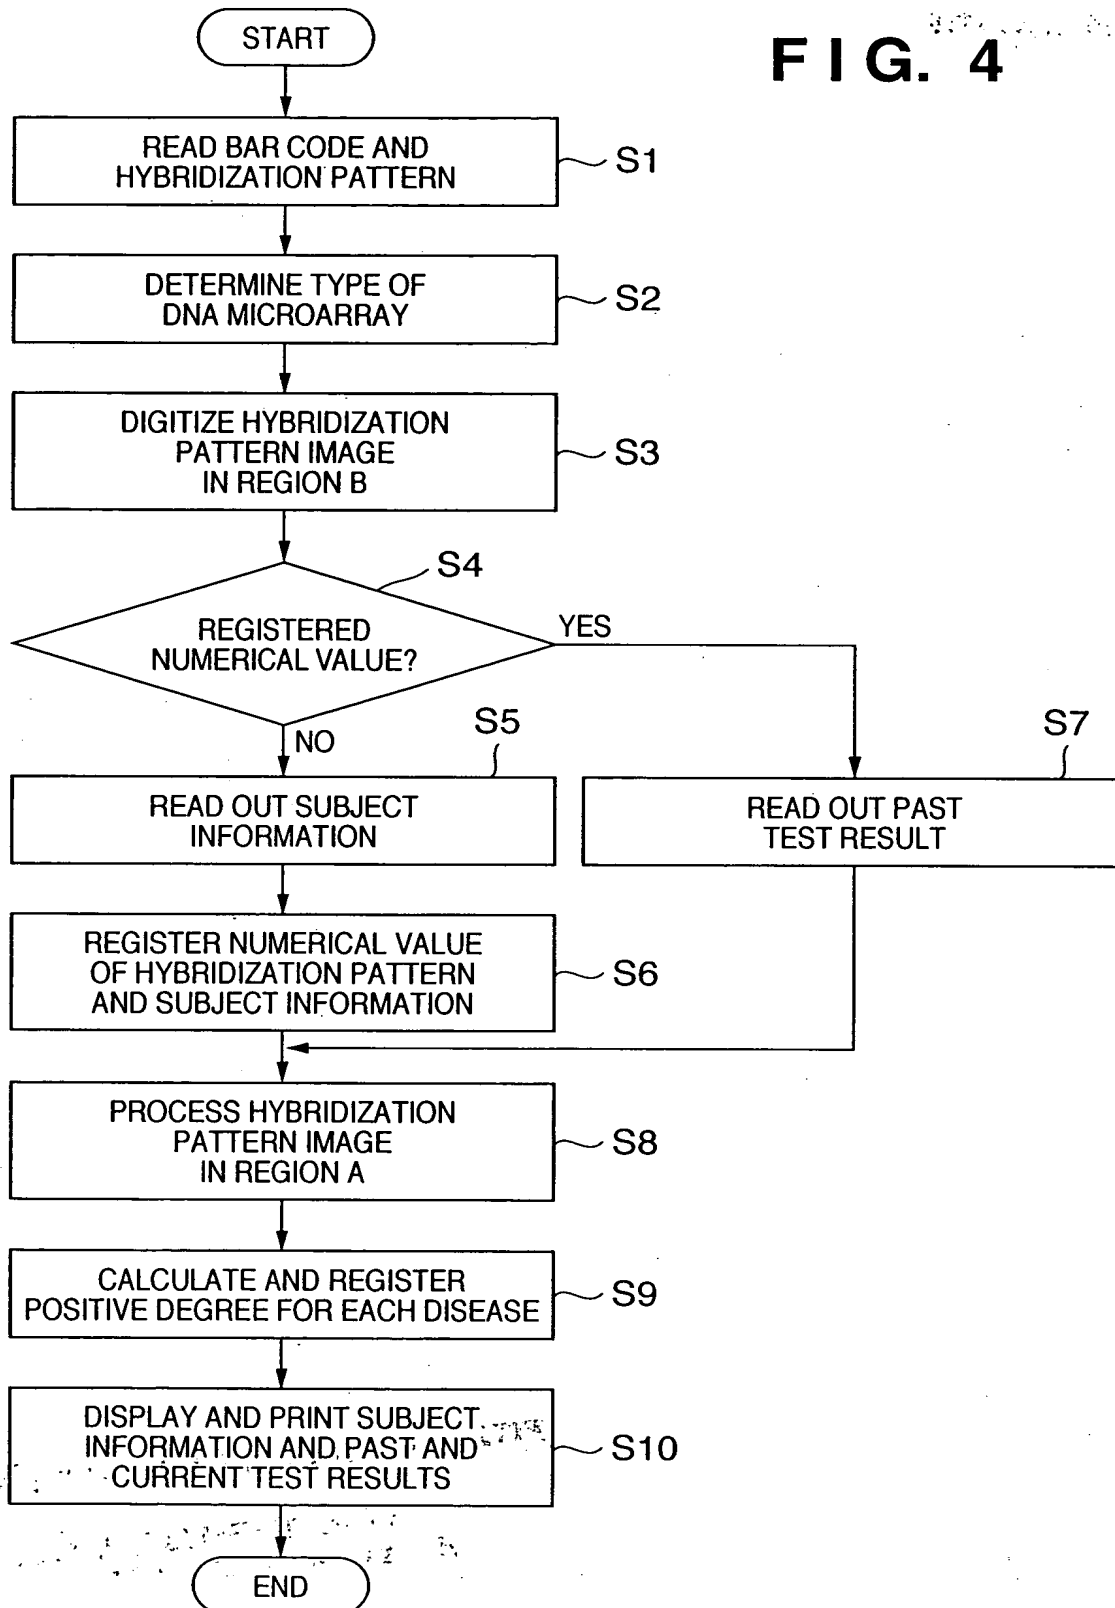 START
FIG. 4
READ BAR CODE AND
HYBRIDIZATION PATTERN
S1
DETERMINE TYPE OF
DNA MICROARRAY
S2
DIGITIZE HYBRIDIZATION
PATTERN IMAGE
IN REGION B
S3
S4
REGISTERED
NUMERICAL VALUE?
YES
NO
S5
READ OUT SUBJECT
INFORMATION
S7
READ OUT PAST
TEST RESULT
REGISTER NUMERICAL VALUE
OF HYBRIDIZATION PATTERN
AND SUBJECT INFORMATION
S6
PROCESS HYBRIDIZATION
PATTERN IMAGE
IN REGION A
S8
CALCULATE AND REGISTER
POSITIVE DEGREE FOR EACH DISEASE
S9
DISPLAY AND PRINT SUBJECT
INFORMATION AND PAST AND
CURRENT TEST RESULTS
S10
END